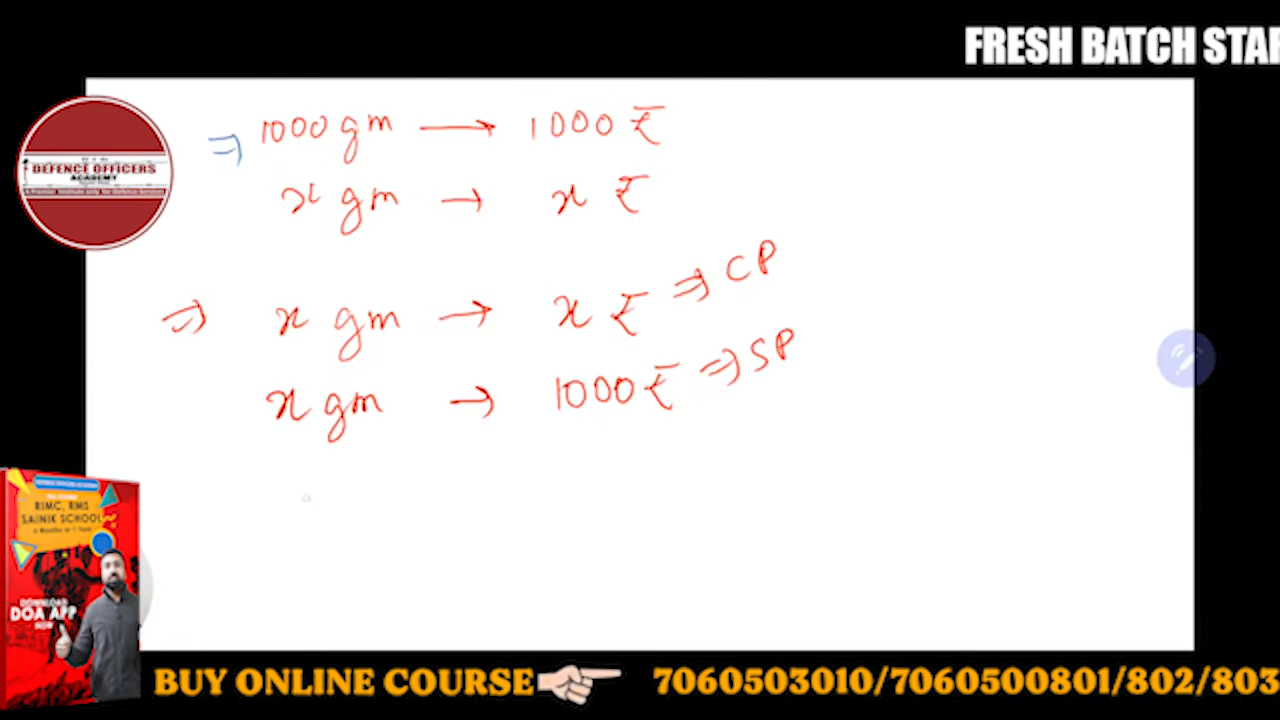 FRESH BATCH STAR
⇒ 1000 gm → 1000 ₹
x gm → x ₹
⇒ x gm → x ₹ ⇒ CP
x gm → 1000 ₹ ⇒ SP
DEFENCE OFFICERS
ACADEMY
RIMC, RMS
SAINIK SCHOOL
DOWNLOAD
DOA APP
NOW
BUY ONLINE COURSE 7060503010/7060500801/802/803